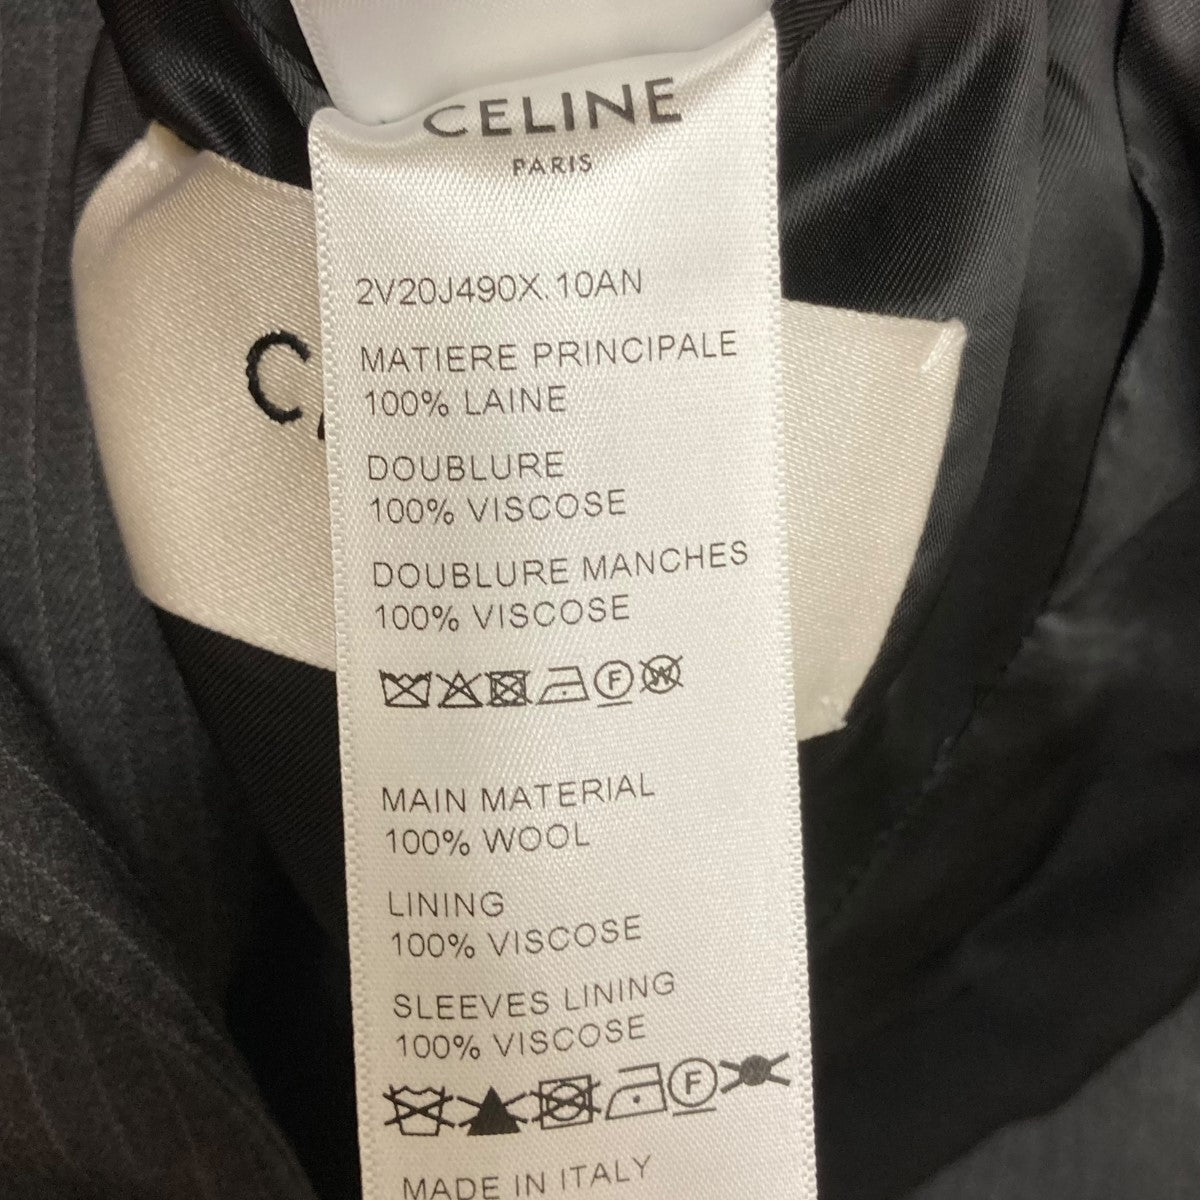 CELINE
PARIS
2V20J490X.10AN
MATIERE PRINCIPALE
100% LAINE
DOUBLURE
100% VISCOSE
DOUBLURE MANCHES
100% VISCOSE
F W
MAIN MATERIAL
100% WOOL
LINING
100% VISCOSE
SLEEVES LINING
100% VISCOSE
F
MADE IN ITALY